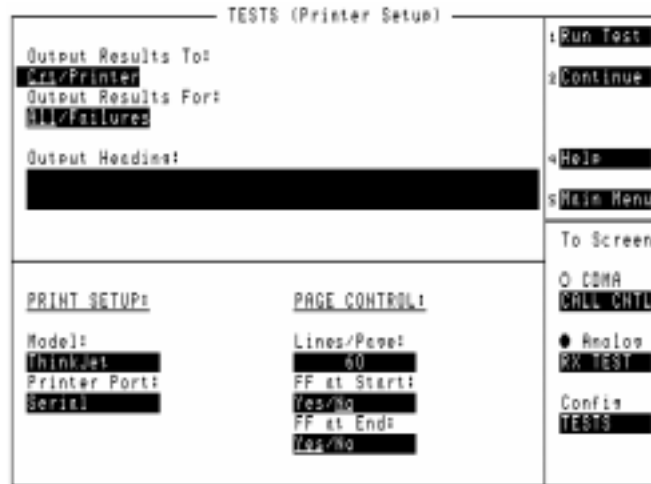 TESTS (Printer Setup)
Output Results To:
Crt/Printer
Output Results For:
All/Failures
Output Heading:
PRINT SETUP:
Model:
ThinkJet
Printer Port:
Serial
PAGE CONTROL:
Lines/Page:
60
FF at Start:
Yes/No
FF at End:
Yes/No
1 Run Test
2 Continue
4 Help
5 Main Menu
To Screen
CDMA
CALL CNTL
Analog
RX TEST
Config
TESTS